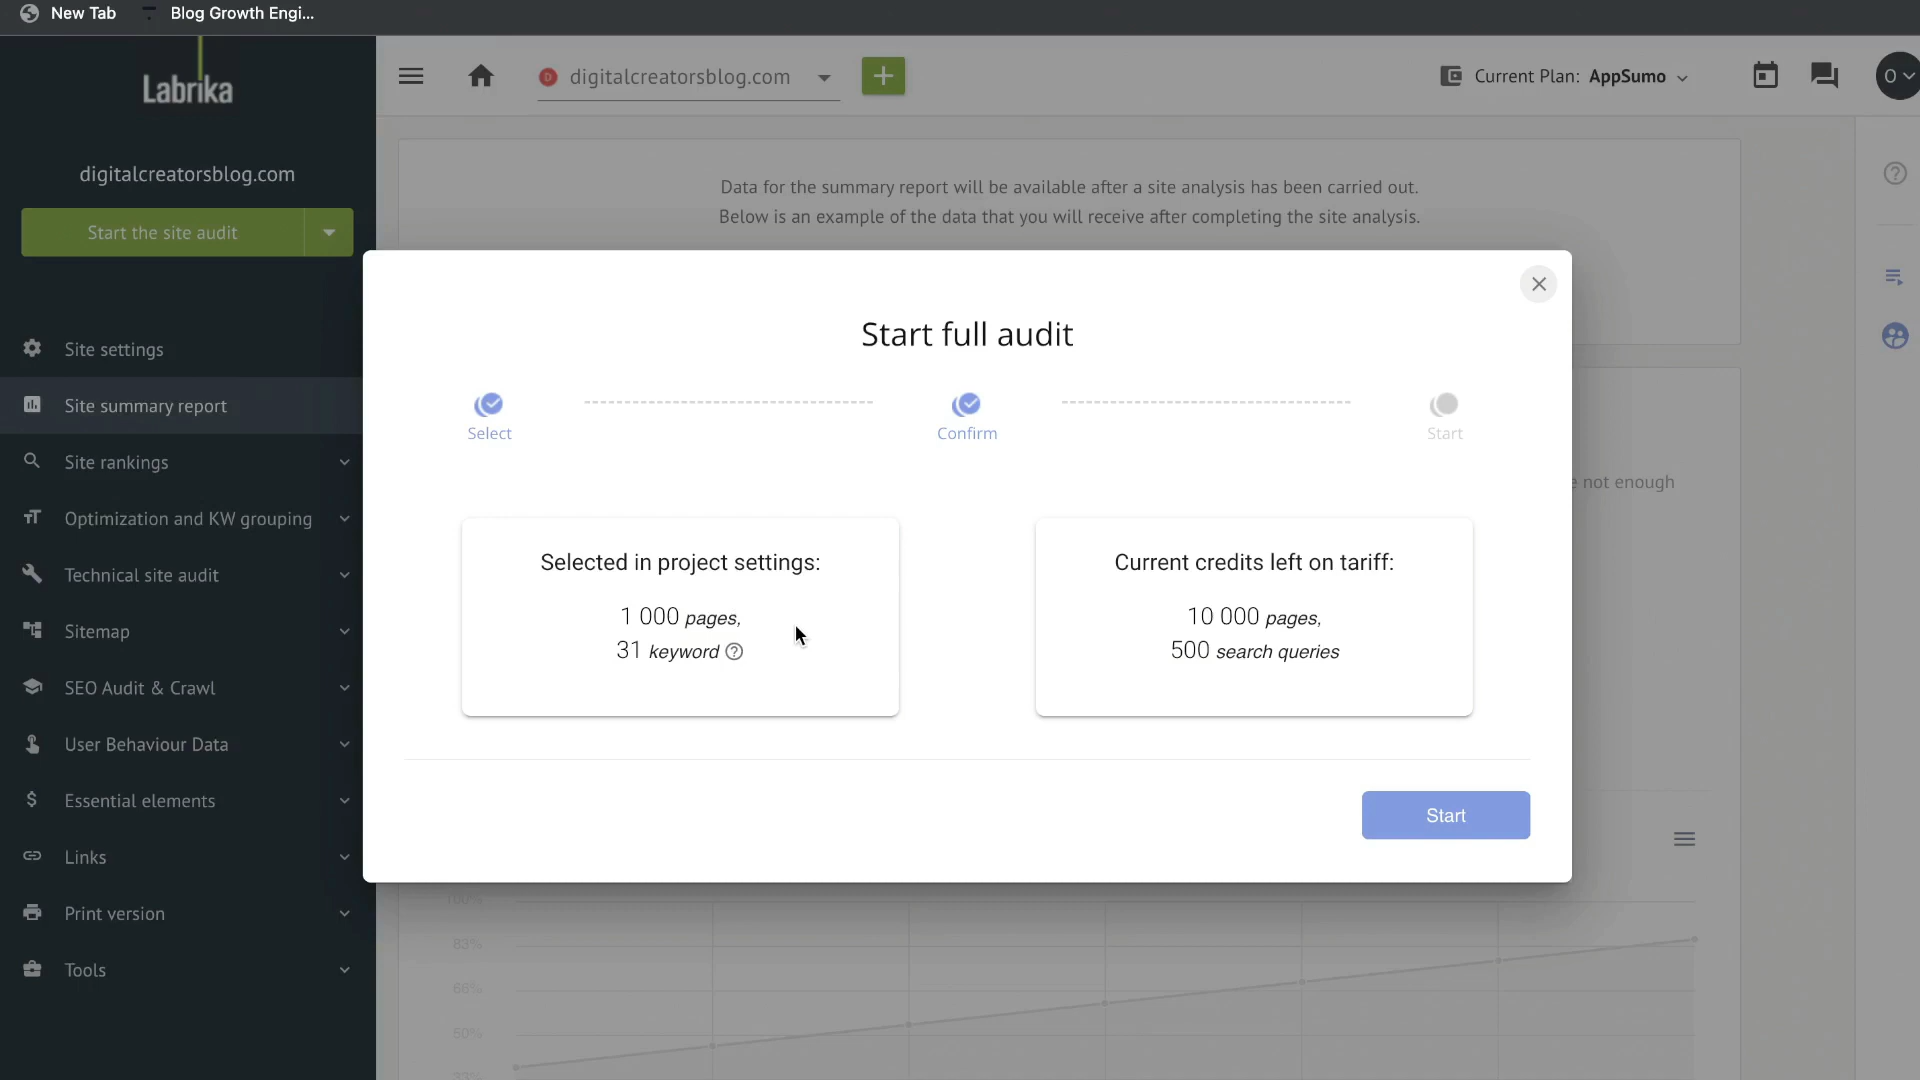 New Tab
Blog Growth Engi...
Labrika
digitalcreatorsblog.com
Start the site audit
Site settings
Site summary report
Site rankings
Optimization and KW grouping
Technical site audit
Sitemap
SEO Audit & Crawl
User Behaviour Data
Essential elements
Links
Print version
Tools
D
digitalcreatorsblog.com
Current Plan: AppSumo
O
Data for the summary report will be available after a site analysis has been carried out.
Below is an example of the data that you will receive after completing the site analysis.
Start full audit
Select
Confirm
Start
Selected in project settings:
1 000 pages,
31 keyword
Current credits left on tariff:
10 000 pages,
500 search queries
Start
not enough
100%
83%
66%
50%
33%